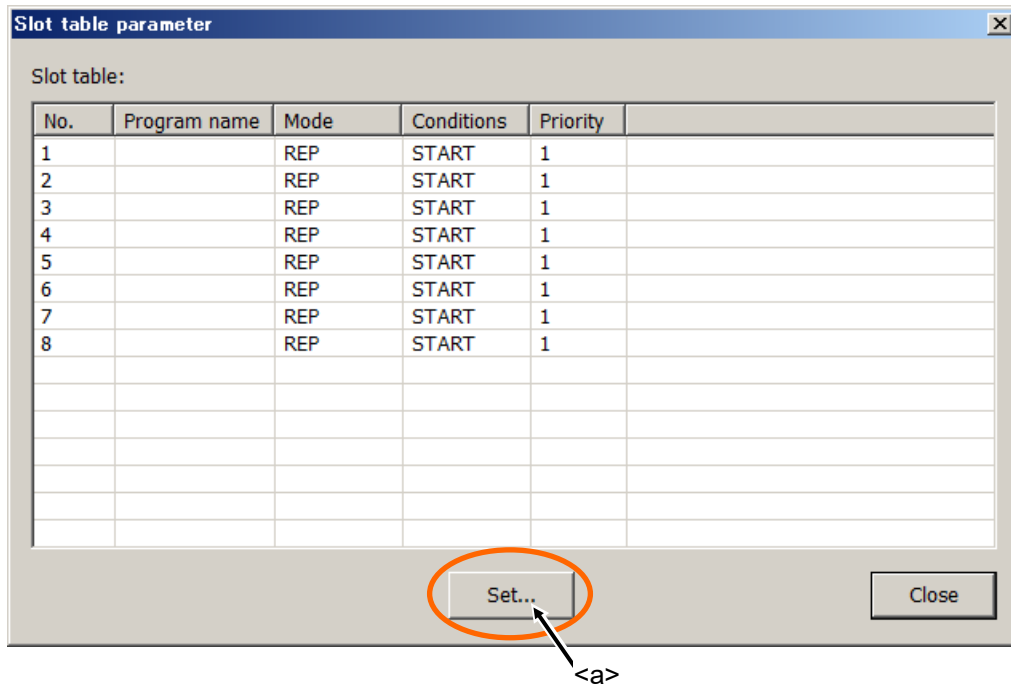 Slot table parameter
Slot table:
No. Program name Mode Conditions Priority
1 REP START 1
2 REP START 1
3 REP START 1
4 REP START 1
5 REP START 1
6 REP START 1
7 REP START 1
8 REP START 1
Set... Close
<a>